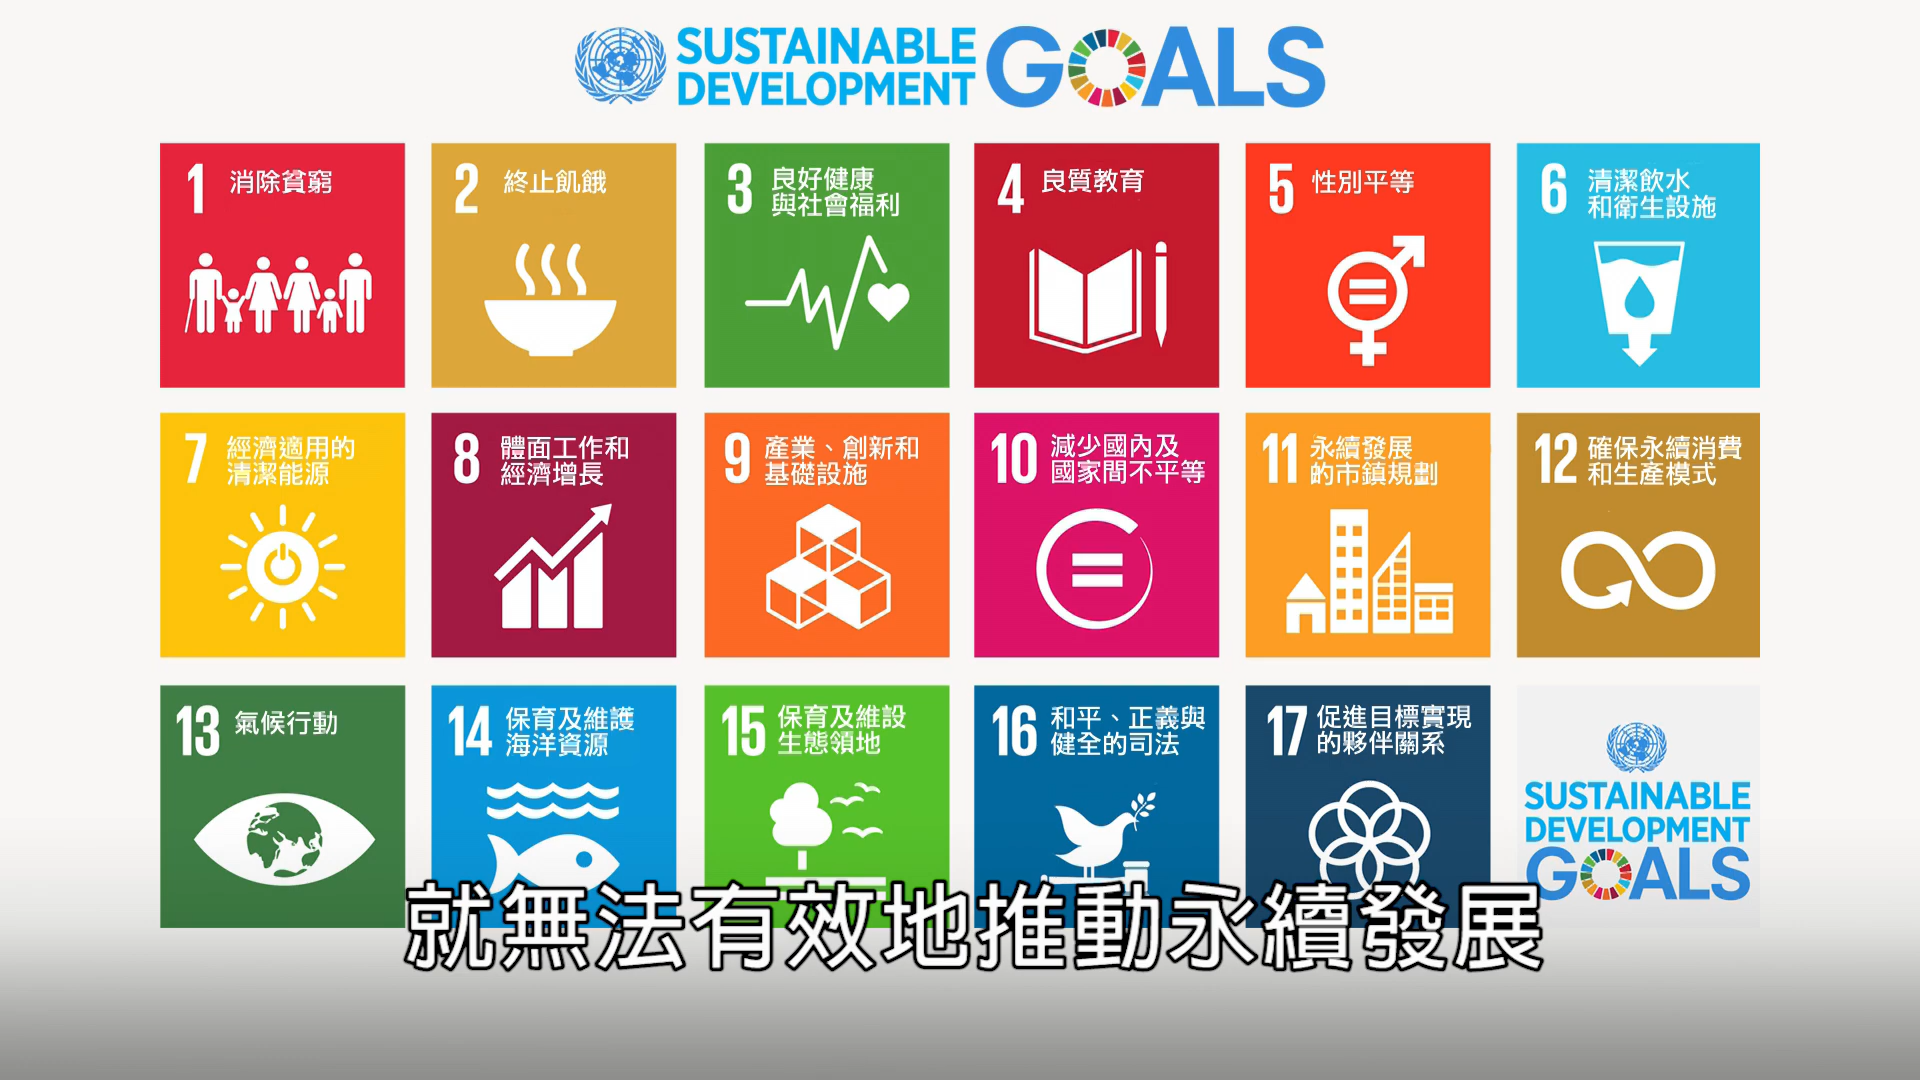 SUSTAINABLE
DEVELOPMENT
GOALS
1 消除貧窮
2 終止飢餓
3 良好健康
與社會福利
4 良質教育
5 性別平等
6 清潔飲水
和衛生設施
7 經濟適用的
清潔能源
8 體面工作和
經濟增長
9 產業、創新和
基礎設施
10 減少國內及
國家間不平等
11 永續發展
的市鎮規劃
12 確保永續消費
和生產模式
13 氣候行動
14 保育及維護
海洋資源
15 保育及維設
生態領地
16 和平、正義與
健全的司法
17 促進目標實現
的夥伴關系
SUSTAINABLE
DEVELOPMENT
GOALS
就無法有效地推動永續發展